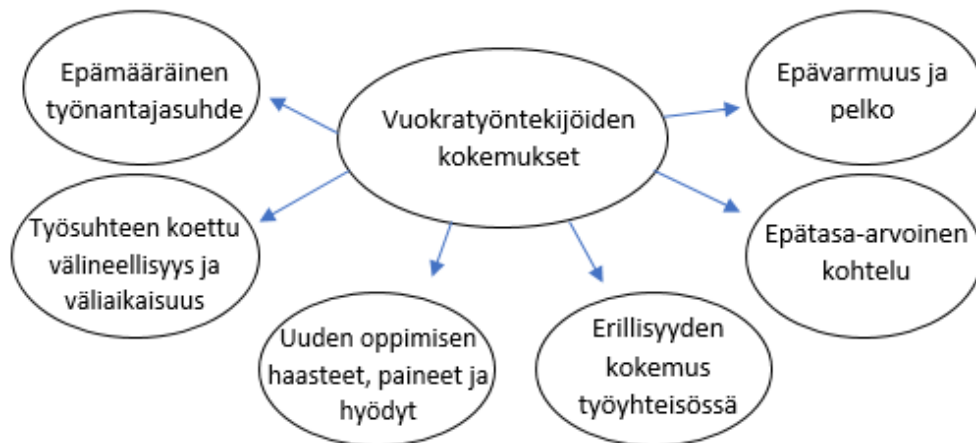 Epämääräinen
työnantajasuhde
Vuokratyöntekijöiden
kokemukset
Epävarmuus ja
pelko
Työsuhteen koettu
välineellisyys ja
väliaikaisuus
Epätasa-arvoinen
kohtelu
Uuden oppimisen
haasteet, paineet ja
hyödyt
Erillisyyden
kokemus
työyhteisössä